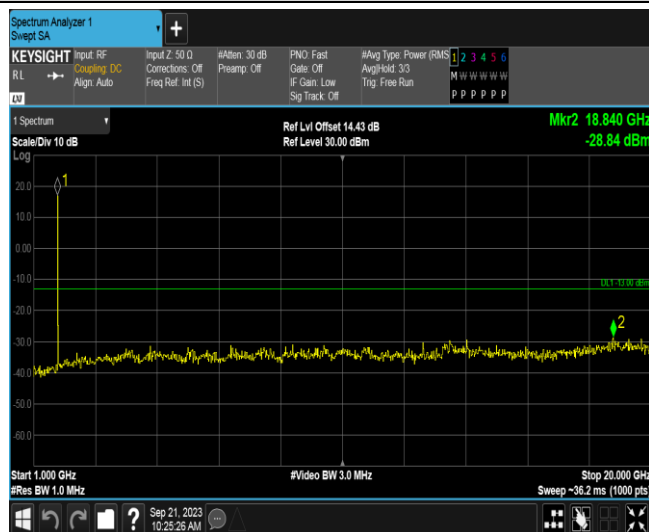 Spectrum Analyzer 1
Swept SA
+
KEYSIGHT
RL
LXI
Input: RF
Coupling: DC
Align: Auto
Input Z: 50 Ω
Corrections: Off
Freq Ref: Int (S)
#Atten: 30 dB
Preamp: Off
PNO: Fast
Gate: Off
IF Gain: Low
Sig Track: Off
#Avg Type: Power (RMS
Avg|Hold: 3/3
Trig: Free Run
1 2 3 4 5 6
M W W W W W
P P P P P P
1 Spectrum
Scale/Div 10 dB
Log
Ref Lvl Offset 14.43 dB
Ref Level 30.00 dBm
Mkr2 18.840 GHz
-28.84 dBm
1
20.0
10.0
0.00
-10.0
DL1 -13.00 dBm
-20.0
2
-30.0
-40.0
-50.0
-60.0
Start 1.000 GHz
#Res BW 1.0 MHz
#Video BW 3.0 MHz
Stop 20.000 GHz
Sweep ~36.2 ms (1000 pts)
?
Sep 21, 2023
10:25:26 AM